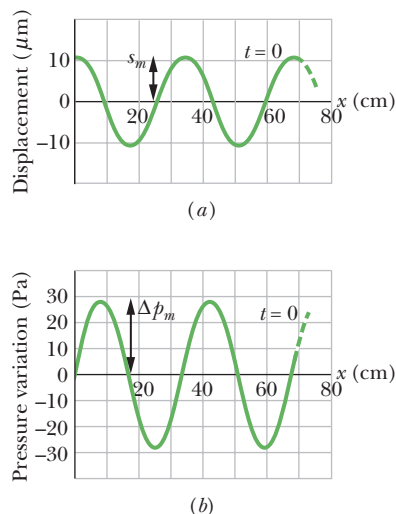 Displacement (μm)
10
0
−10
s_m
t = 0
x (cm)
20
40
60
80
(a)
Pressure variation (Pa)
30
20
10
0
−10
−20
−30
Δp_m
t = 0
x (cm)
20
40
60
80
(b)